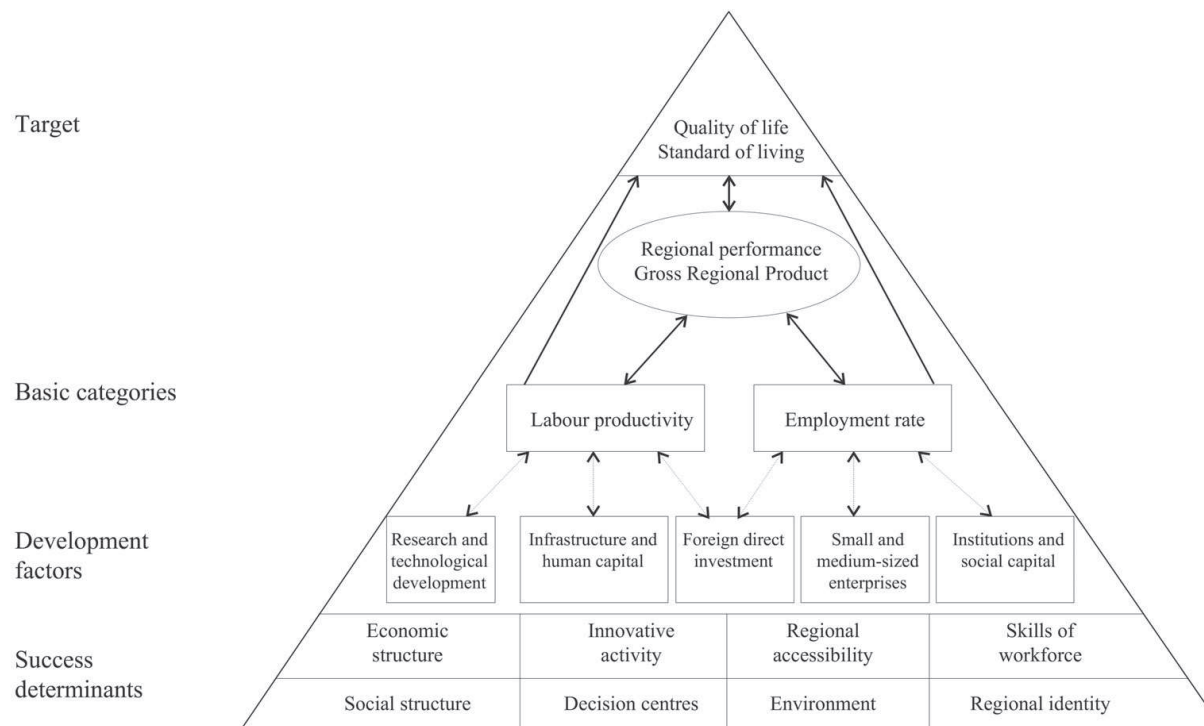 Target
Quality of life
Standard of living
Regional performance
Gross Regional Product
Basic categories
Labour productivity
Employment rate
Development
factors
Research and
technological
development
Infrastructure and
human capital
Foreign direct
investment
Small and
medium-sized
enterprises
Institutions and
social capital
Success
determinants
Economic
structure
Innovative
activity
Regional
accessibility
Skills of
workforce
Social structure
Decision centres
Environment
Regional identity